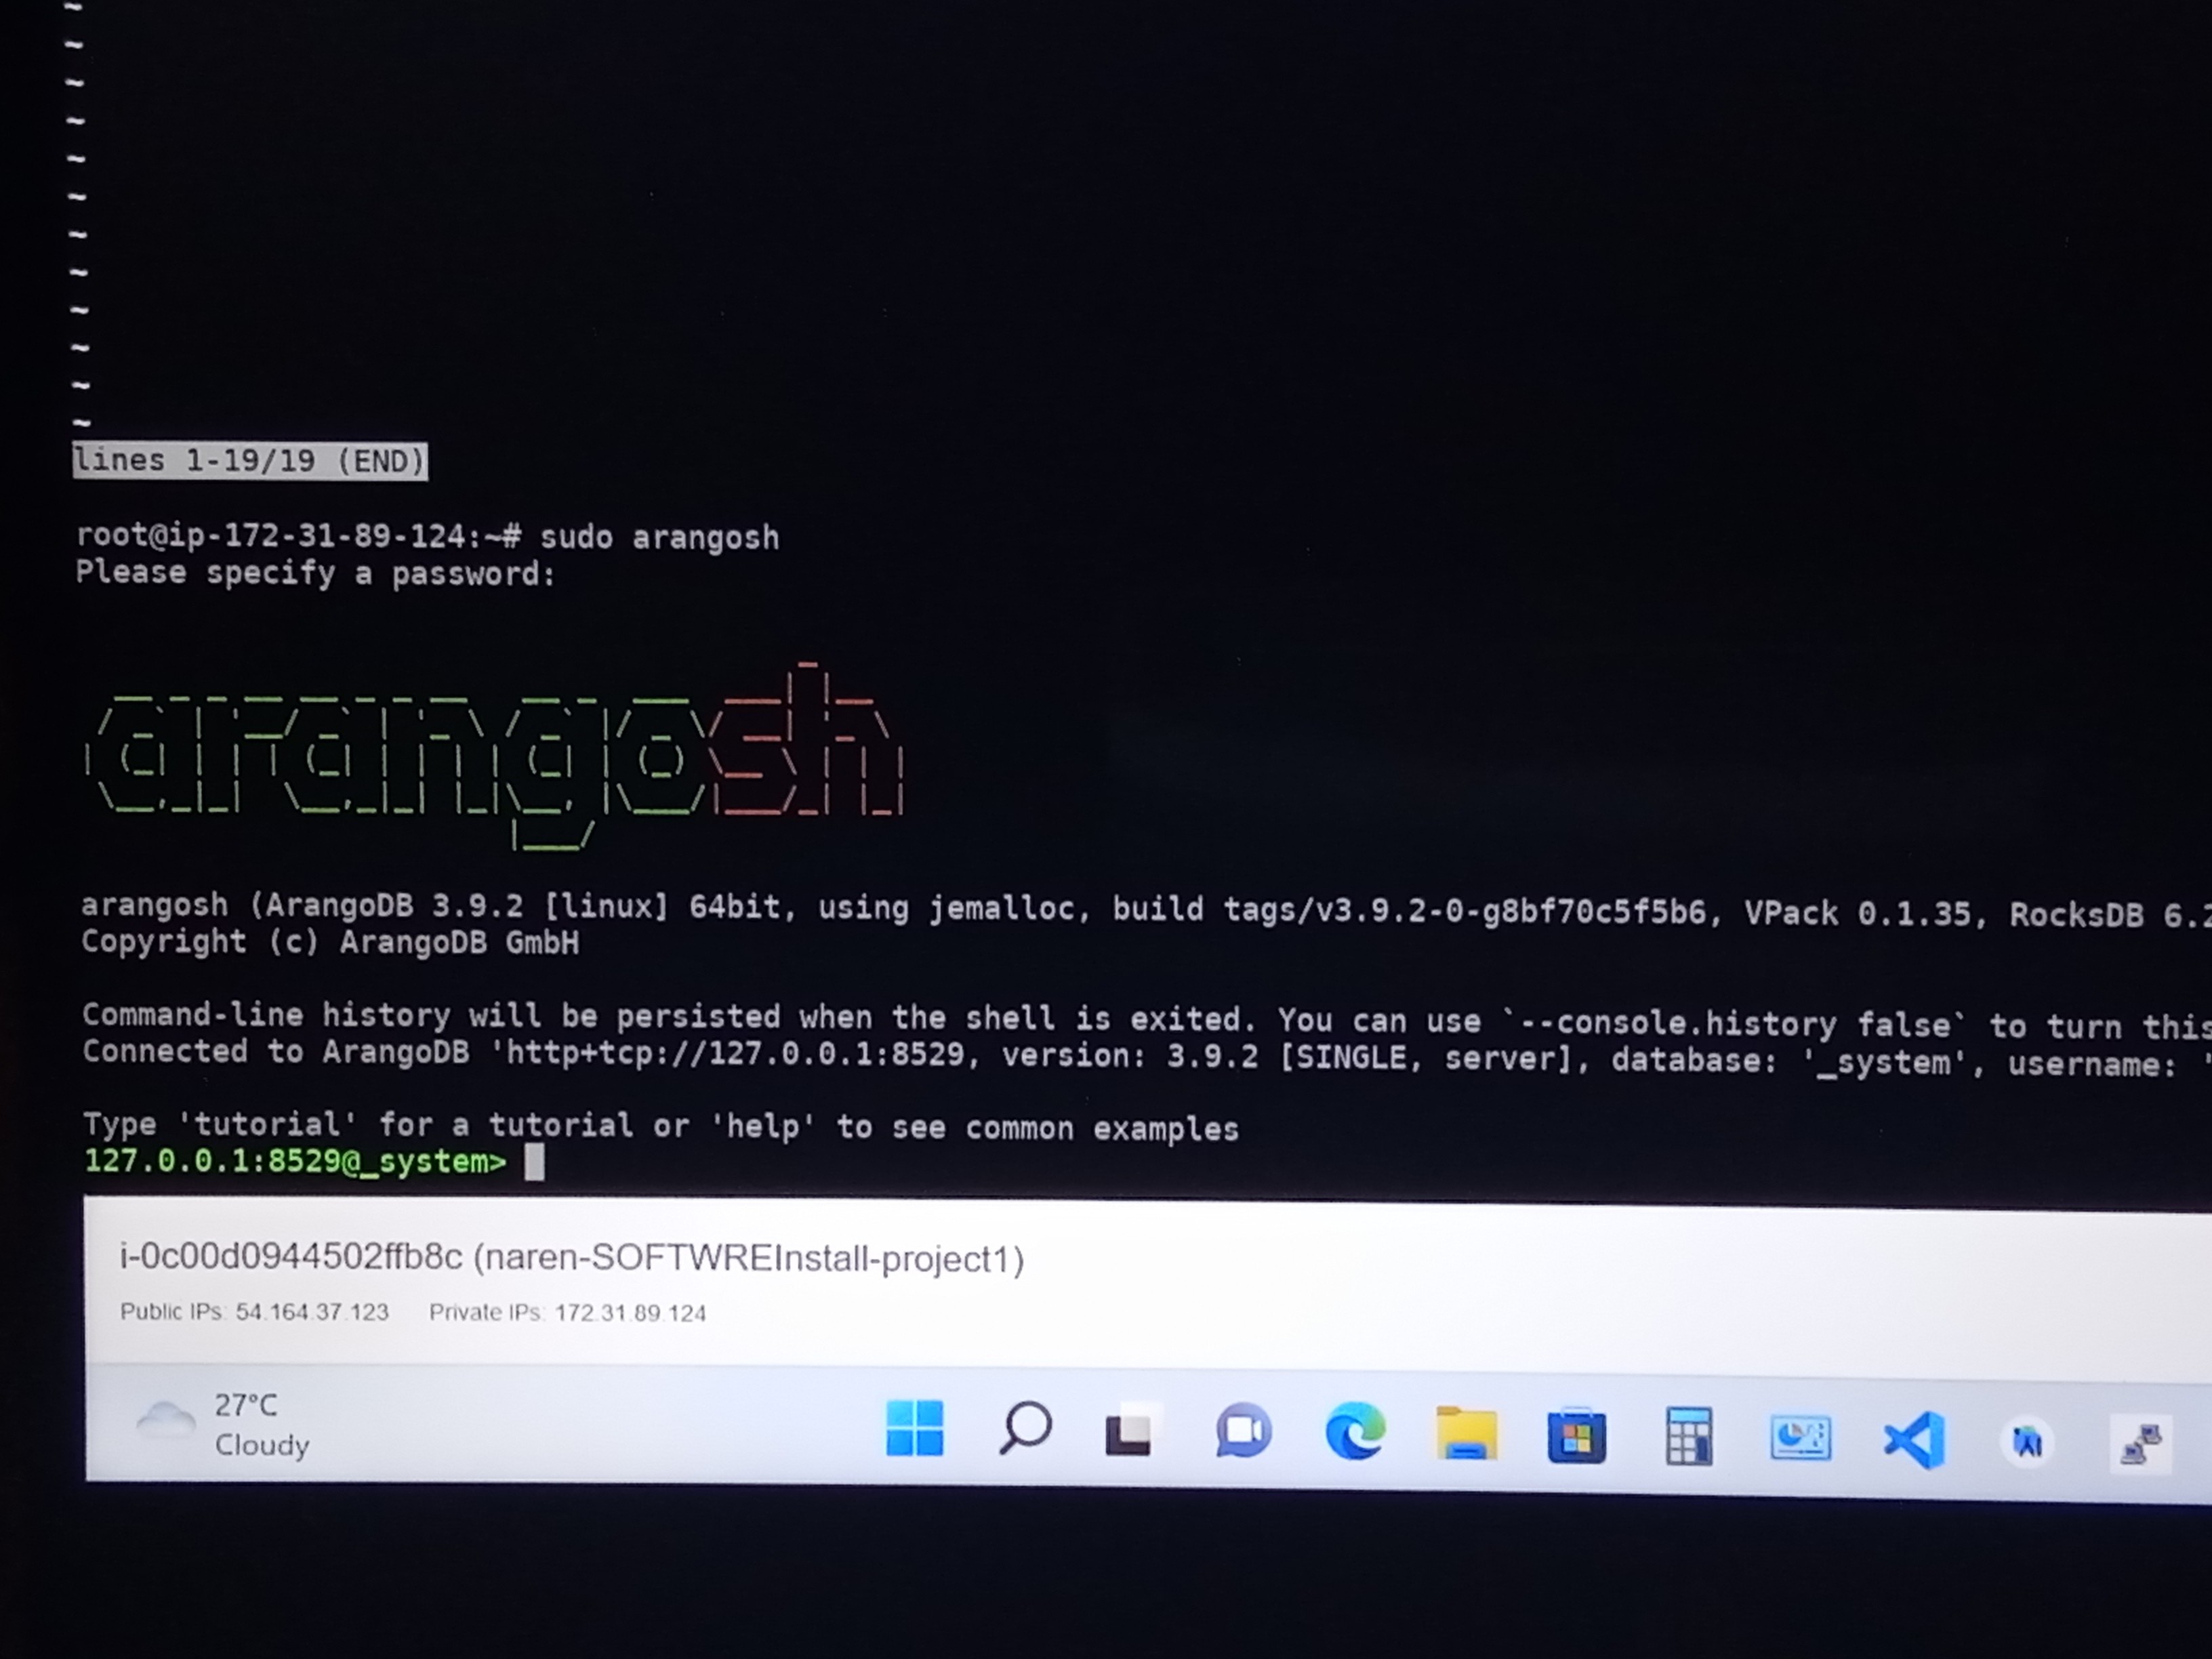 ~
~
~
~
~
~
~
~
~
~
~
~
lines 1-19/19 (END)
root@ip-172-31-89-124:~# sudo arangosh
Please specify a password:
arangosh
arangosh (ArangoDB 3.9.2 [linux] 64bit, using jemalloc, build tags/v3.9.2-0-g8bf70c5f5b6, VPack 0.1.35, RocksDB 6.2
Copyright (c) ArangoDB GmbH
Command-line history will be persisted when the shell is exited. You can use `--console.history false` to turn this
Connected to ArangoDB 'http+tcp://127.0.0.1:8529, version: 3.9.2 [SINGLE, server], database: '_system', username: '
Type 'tutorial' for a tutorial or 'help' to see common examples
127.0.0.1:8529@_system>
i-0c00d0944502ffb8c (naren-SOFTWREInstall-project1)
Public IPs: 54.164.37.123 Private IPs: 172.31.89.124
27°C
Cloudy